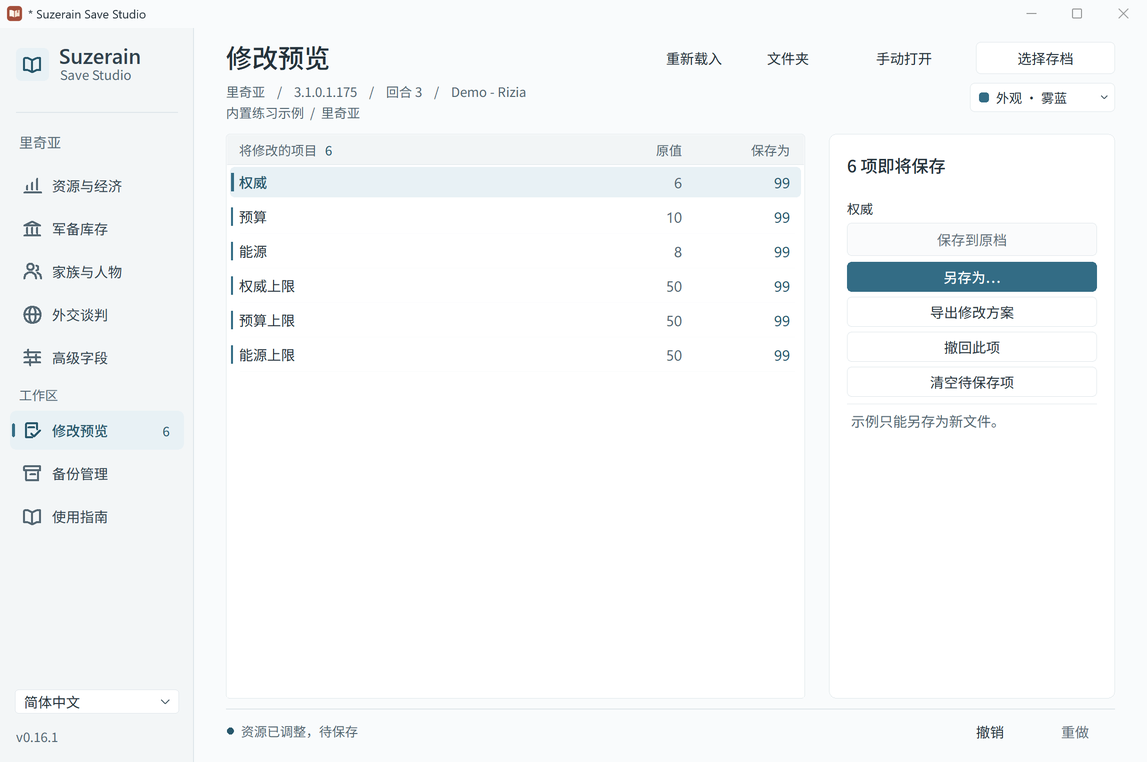 * Suzerain Save Studio
Suzerain
Save Studio
里奇亚
资源与经济
军备库存
家族与人物
外交谈判
高级字段
工作区
修改预览 6
备份管理
使用指南
简体中文
v0.16.1
修改预览
重新载入 文件夹 手动打开 选择存档
里奇亚 / 3.1.0.1.175 / 回合 3 / Demo - Rizia
外观 · 雾蓝
内置练习示例 / 里奇亚
将修改的项目 6 原值 保存为
权威 6 99
预算 10 99
能源 8 99
权威上限 50 99
预算上限 50 99
能源上限 50 99
6 项即将保存
权威
保存到原档
另存为...
导出修改方案
撤回此项
清空待保存项
示例只能另存为新文件。
资源已调整，待保存
撤销 重做